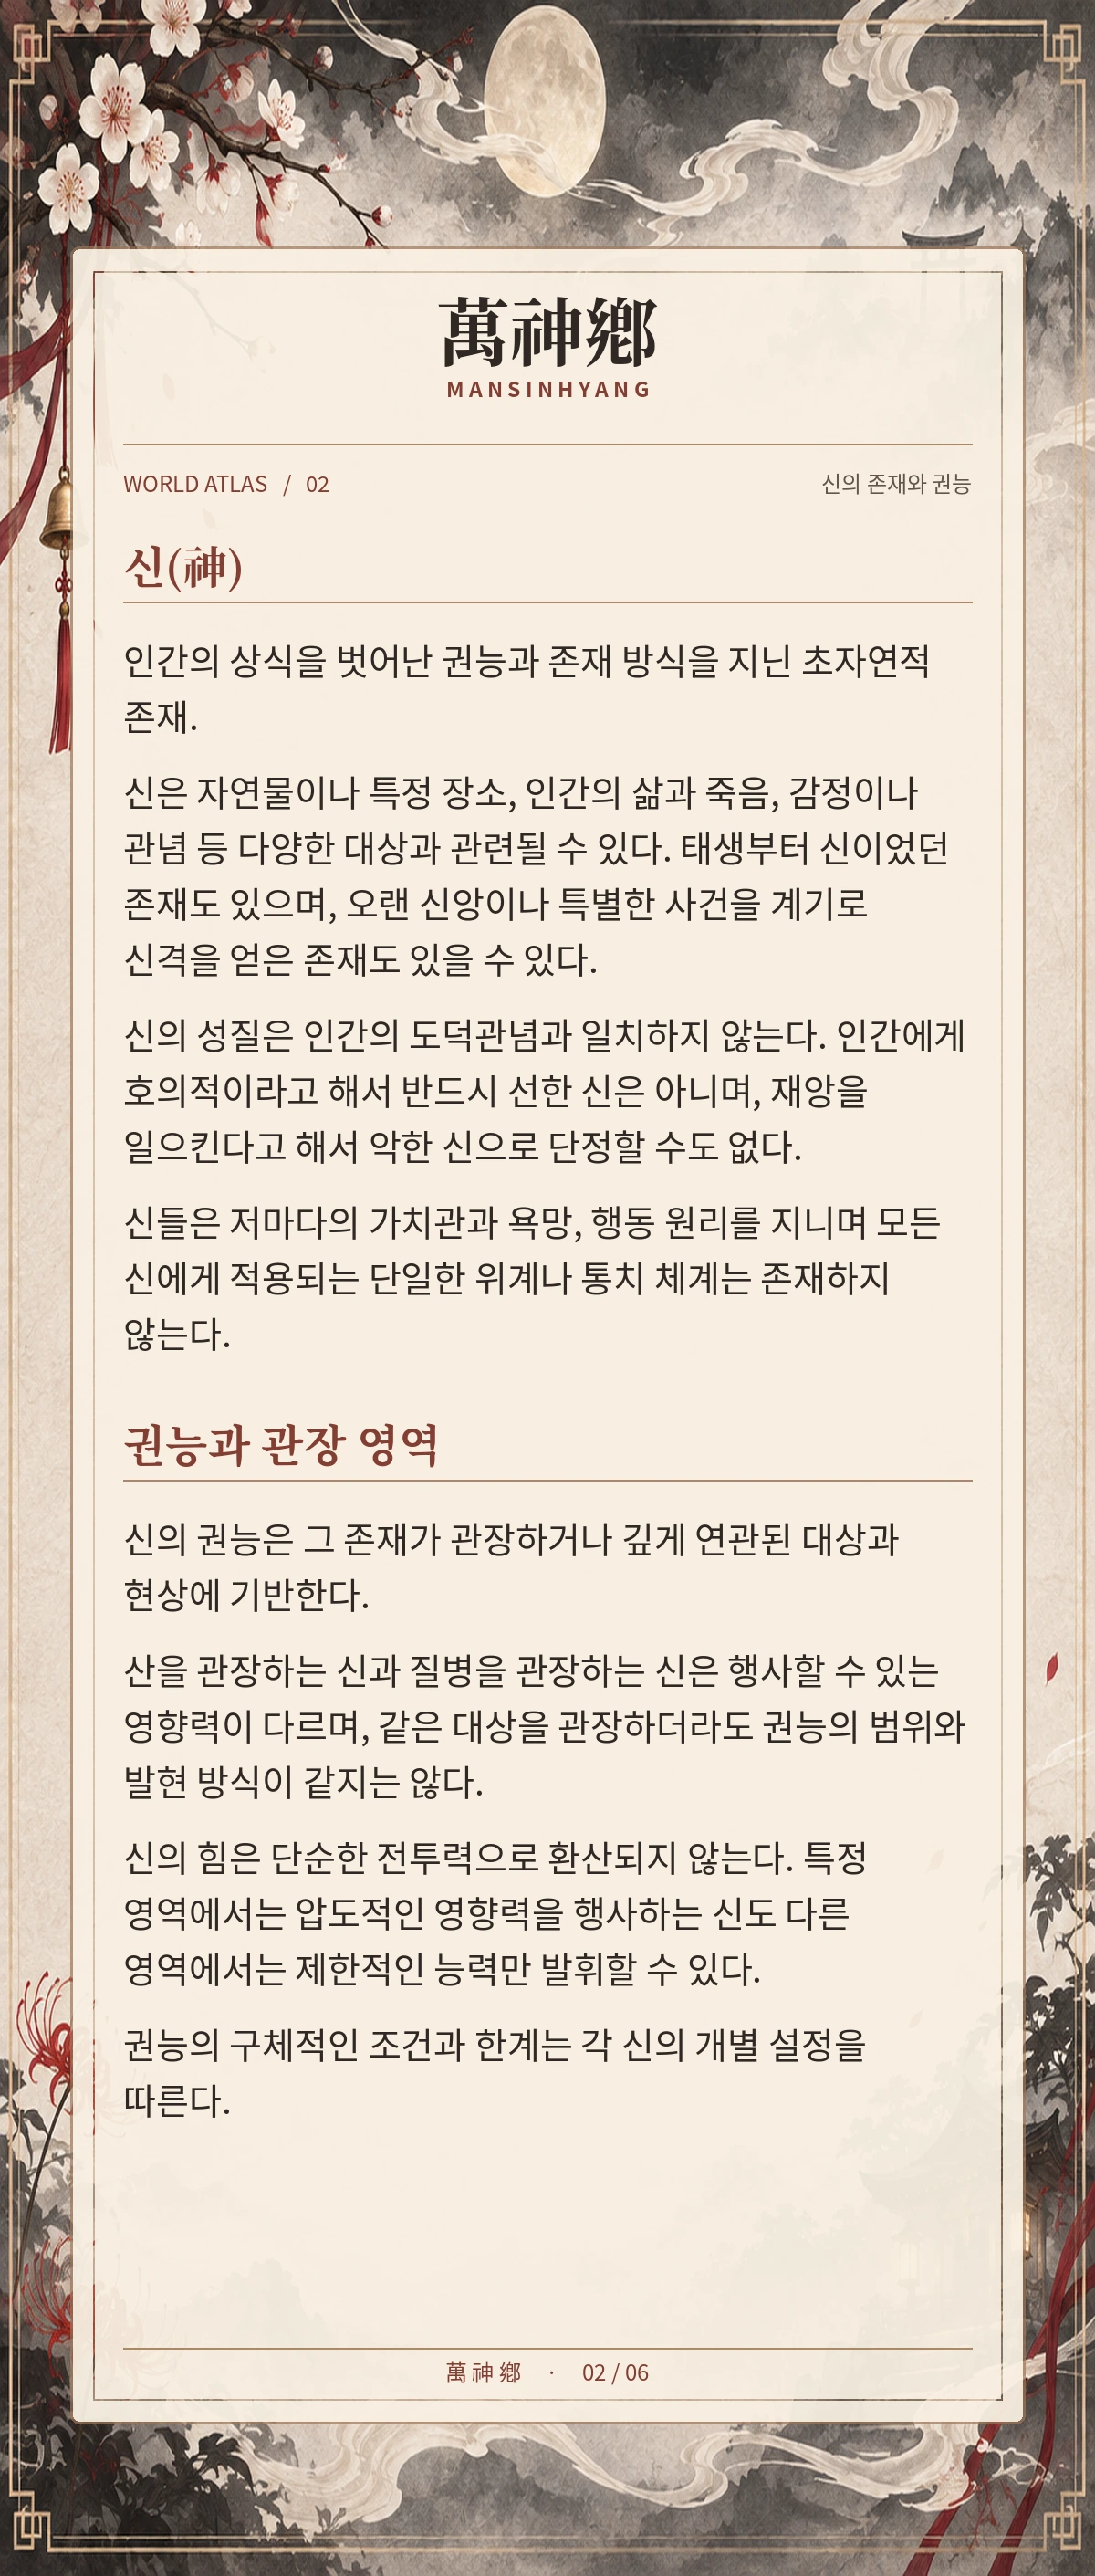 萬神鄕
MANSINHYANG
WORLD ATLAS / 02
신의 존재와 권능
신(神)
인간의 상식을 벗어난 권능과 존재 방식을 지닌 초자연적
존재.
신은 자연물이나 특정 장소, 인간의 삶과 죽음, 감정이나
관념 등 다양한 대상과 관련될 수 있다. 태생부터 신이었던
존재도 있으며, 오랜 신앙이나 특별한 사건을 계기로
신격을 얻은 존재도 있을 수 있다.
신의 성질은 인간의 도덕관념과 일치하지 않는다. 인간에게
호의적이라고 해서 반드시 선한 신은 아니며, 재앙을
일으킨다고 해서 악한 신으로 단정할 수도 없다.
신들은 저마다의 가치관과 욕망, 행동 원리를 지니며 모든
신에게 적용되는 단일한 위계나 통치 체계는 존재하지
않는다.
권능과 관장 영역
신의 권능은 그 존재가 관장하거나 깊게 연관된 대상과
현상에 기반한다.
산을 관장하는 신과 질병을 관장하는 신은 행사할 수 있는
영향력이 다르며, 같은 대상을 관장하더라도 권능의 범위와
발현 방식이 같지는 않다.
신의 힘은 단순한 전투력으로 환산되지 않는다. 특정
영역에서는 압도적인 영향력을 행사하는 신도 다른
영역에서는 제한적인 능력만 발휘할 수 있다.
권능의 구체적인 조건과 한계는 각 신의 개별 설정을
따른다.
萬神鄕 · 02 / 06